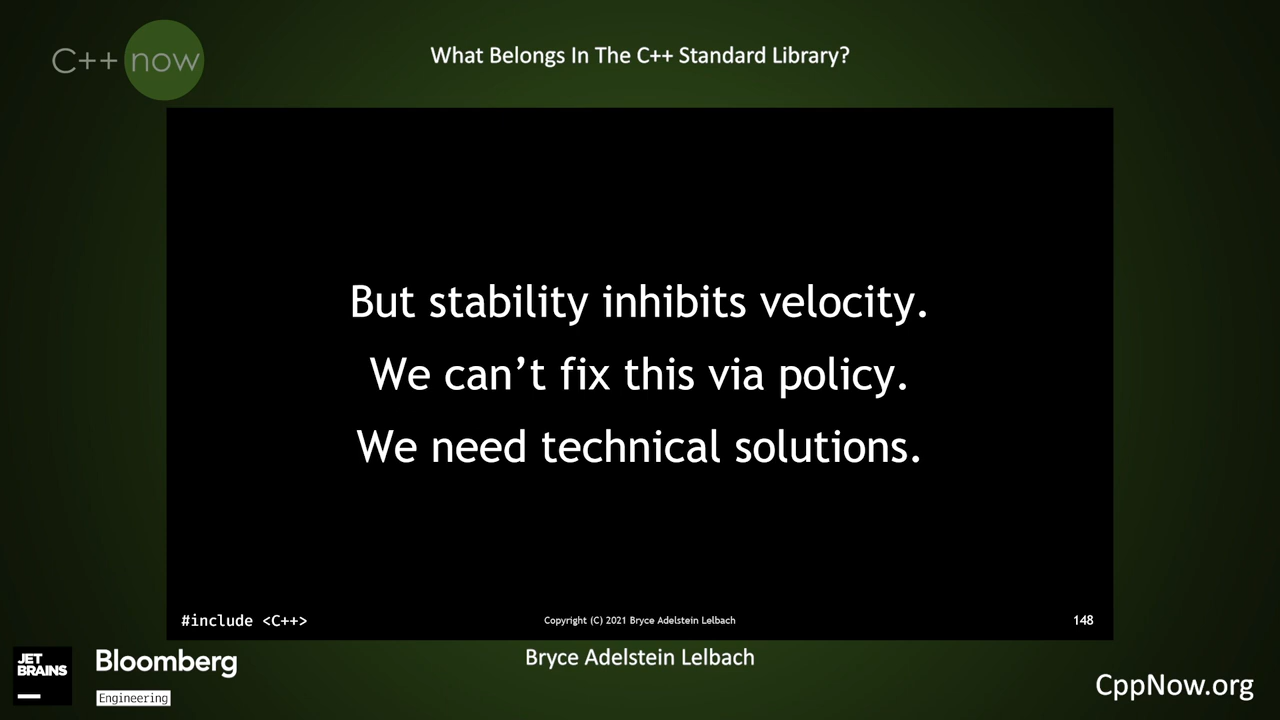 C++ now
What Belongs In The C++ Standard Library?
But stability inhibits velocity.
We can’t fix this via policy.
We need technical solutions.
#include <C++>
Copyright (C) 2021 Bryce Adelstein Lelbach
148
JET
BRAINS
Bloomberg
Engineering
Bryce Adelstein Lelbach
CppNow.org